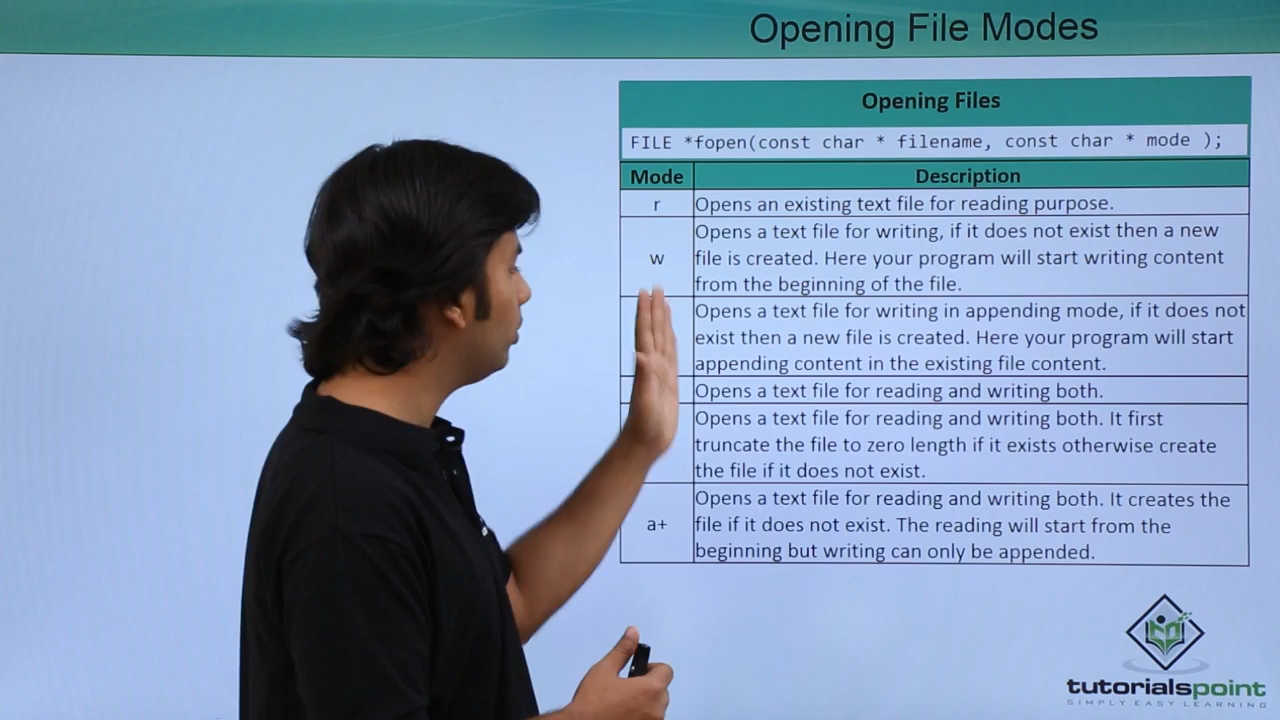 Opening File Modes
Opening Files
FILE *fopen(const char * filename, const char * mode );
Mode Description
r Opens an existing text file for reading purpose.
w Opens a text file for writing, if it does not exist then a new
file is created. Here your program will start writing content
from the beginning of the file.
Opens a text file for writing in appending mode, if it does not
exist then a new file is created. Here your program will start
appending content in the existing file content.
Opens a text file for reading and writing both.
Opens a text file for reading and writing both. It first
truncate the file to zero length if it exists otherwise create
the file if it does not exist.
a+ Opens a text file for reading and writing both. It creates the
file if it does not exist. The reading will start from the
beginning but writing can only be appended.
tutorialspoint
SIMPLY EASY LEARNING